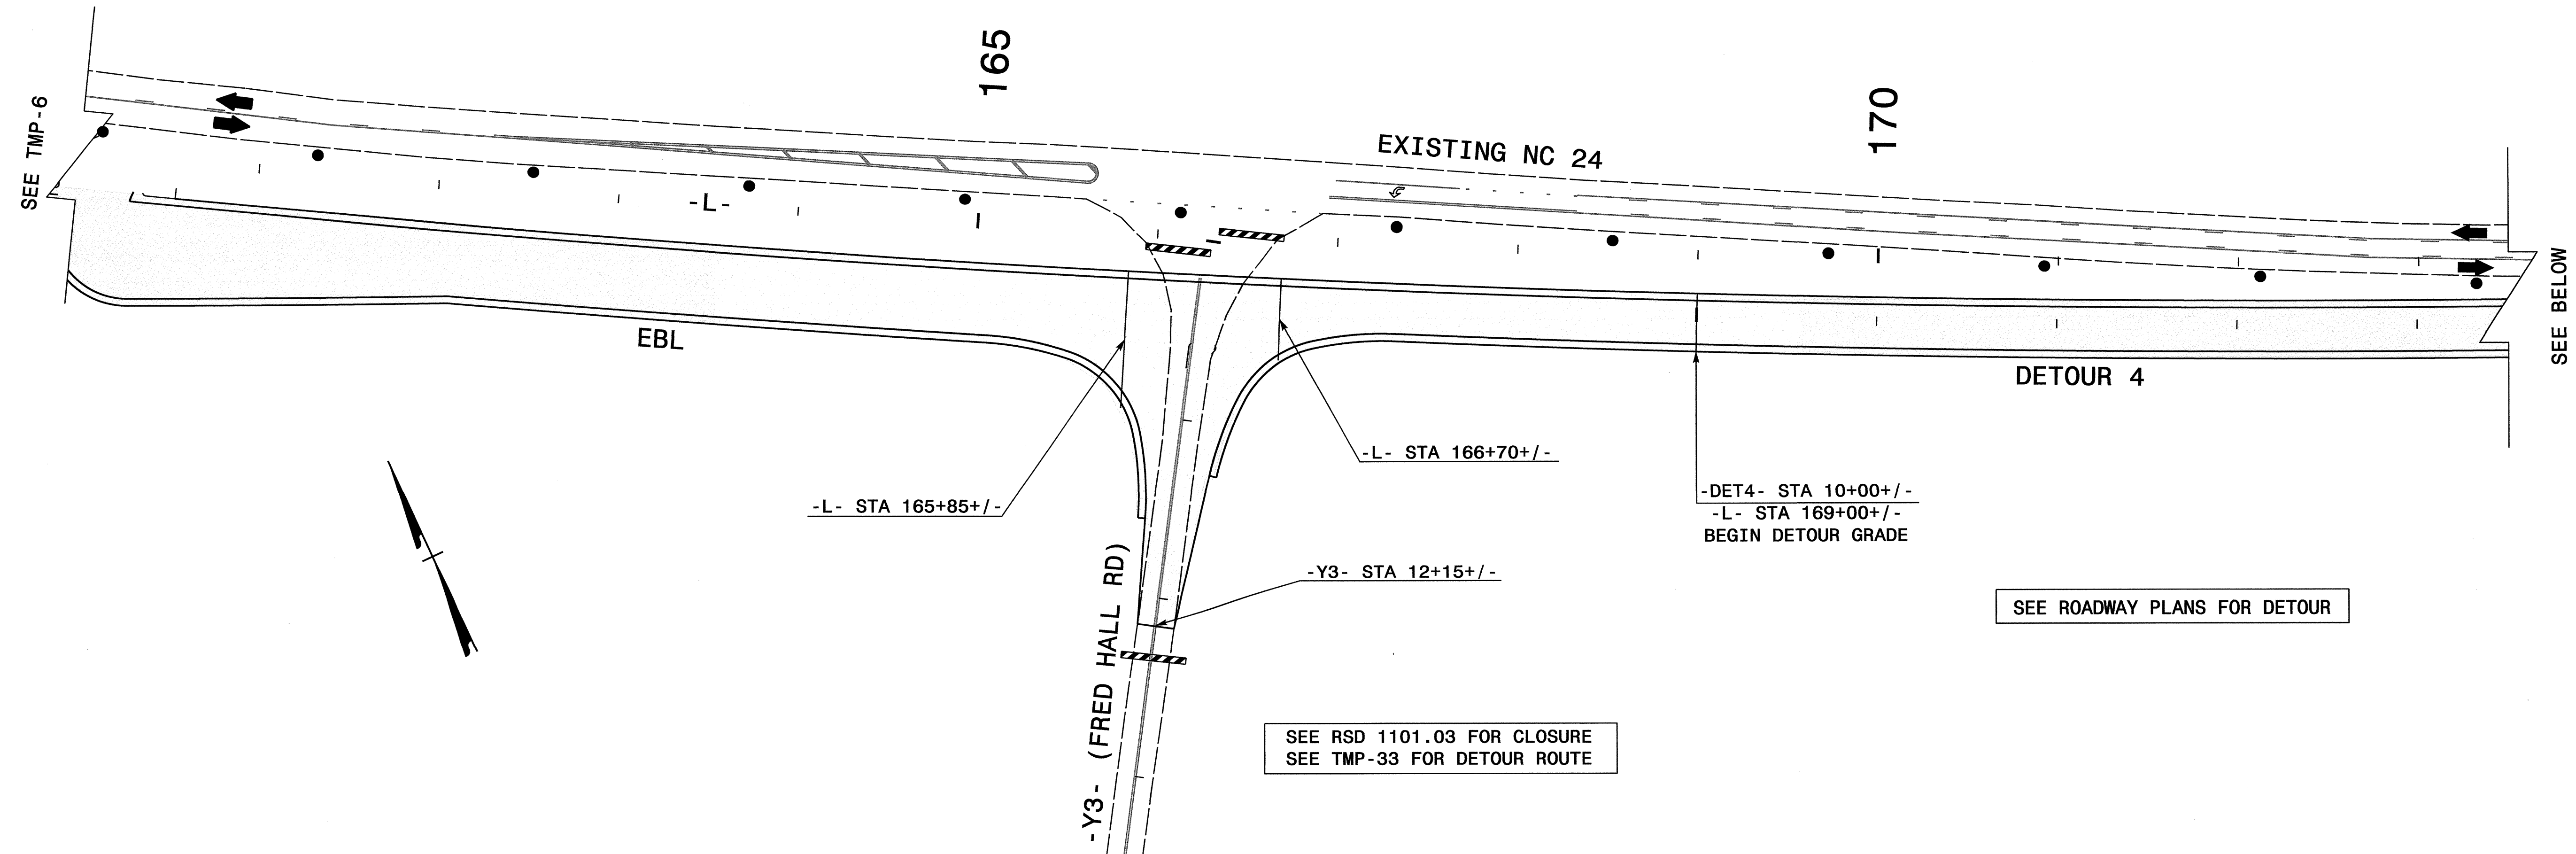 165
170
EXISTING NC 24
SEE TMP-6
-L-
SEE BELOW
EBL
DETOUR 4
-L- STA 166+70+/-
-L- STA 165+85+/-
-DET4- STA 10+00+/-
-L- STA 169+00+/-
BEGIN DETOUR GRADE
-Y3- STA 12+15+/-
-Y3- (FRED HALL RD)
SEE ROADWAY PLANS FOR DETOUR
SEE RSD 1101.03 FOR CLOSURE
SEE TMP-33 FOR DETOUR ROUTE